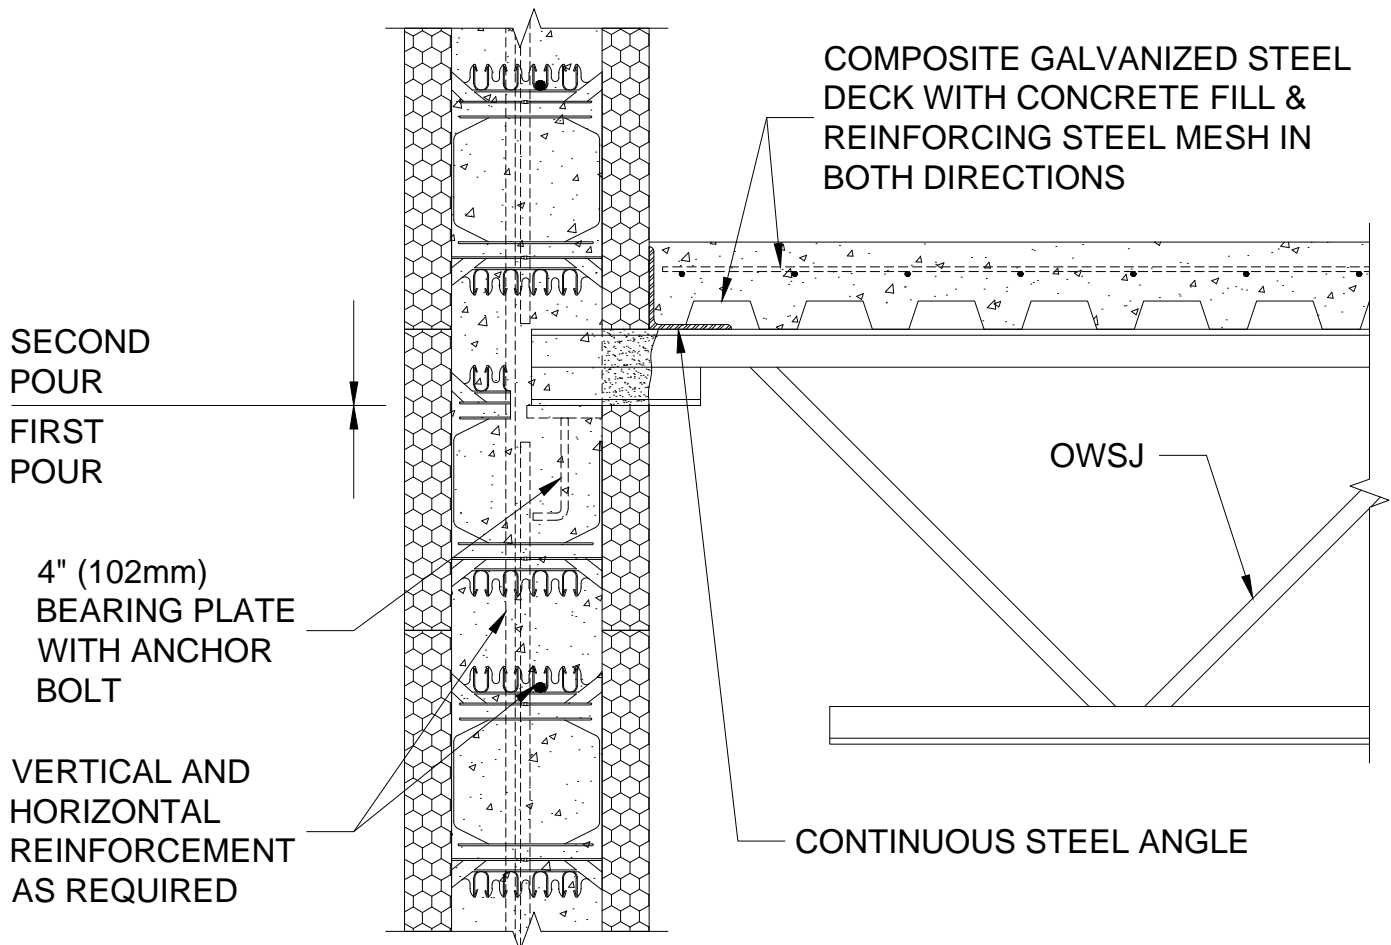 COMPOSITE GALVANIZED STEEL
DECK WITH CONCRETE FILL &
REINFORCING STEEL MESH IN
BOTH DIRECTIONS
SECOND
POUR
FIRST
POUR
OWSJ
4" (102mm)
BEARING PLATE
WITH ANCHOR
BOLT
VERTICAL AND
HORIZONTAL
REINFORCEMENT
AS REQUIRED
CONTINUOUS STEEL ANGLE